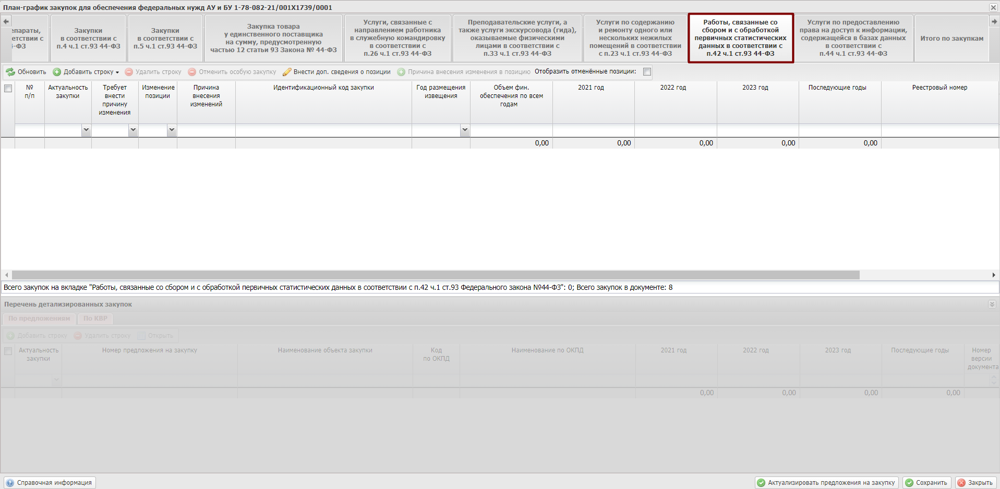 План-график закупок для обеспечения федеральных нужд АУ и БУ 1-78-082-21/001X1739/0001
епараты,
етствии с
I-ФЗ
Закупки
в соответствии с
п.4 ч.1 ст.93 44-ФЗ
Закупки
в соответствии с
п.5 ч.1 ст.93 44-ФЗ
Закупка товара
у единственного поставщика
на сумму, предусмотренную
частью 12 статьи 93 Закона № 44-ФЗ
Услуги, связанные с
направлением работника
в служебную командировку
в соответствии с
п.26 ч.1 ст.93 44-ФЗ
Преподавательские услуги, а
также услуги экскурсовода (гида),
оказываемые физическими
лицами в соответствии с
п.33 ч.1 ст.93 44-ФЗ
Услуги по содержанию
и ремонту одного или
нескольких нежилых
помещений в соответствии
с п.23 ч.1 ст.93 44-ФЗ
Работы, связанные со
сбором и с обработкой
первичных статистических
данных в соответствии с
п.42 ч.1 ст.93 44-ФЗ
Услуги по предоставлению
права на доступ к информации,
содержащейся в базах данных
в соответствии с
п.44 ч.1 ст.93 44-ФЗ
Итого по закупкам
Обновить Добавить строку Удалить строку Отменить особую закупку Внести доп. сведения о позиции Причина внесения изменения в позицию Отобразить отменённые позиции:
№
п/п
Актуальность
закупки
Требует
внести
причину
изменения
Изменение
позиции
Причина
внесения
изменений
Идентификационный код закупки
Год размещения
извещения
Объем фин.
обеспечения по всем
годам
2021 год
2022 год
2023 год
Последующие годы
Реестровый номер
0,00 0,00 0,00 0,00 0,00
Всего закупок на вкладке "Работы, связанные со сбором и с обработкой первичных статистических данных в соответствии с п.42 ч.1 ст.93 Федерального закона №44-ФЗ": 0; Всего закупок в документе: 8
Перечень детализированных закупок
По предложениям По КВР
Добавить строку Удалить строку Открыть
Актуальность
закупки
Номер предложения на закупку
Наименование объекта закупки
Код
по ОКПД
Наименование по ОКПД
2021 год
2022 год
2023 год
Последующие годы
Номер
версии
документа
0,00 0,00 0,00 0,00
Справочная информация Актуализировать предложения на закупку Сохранить Закрыть